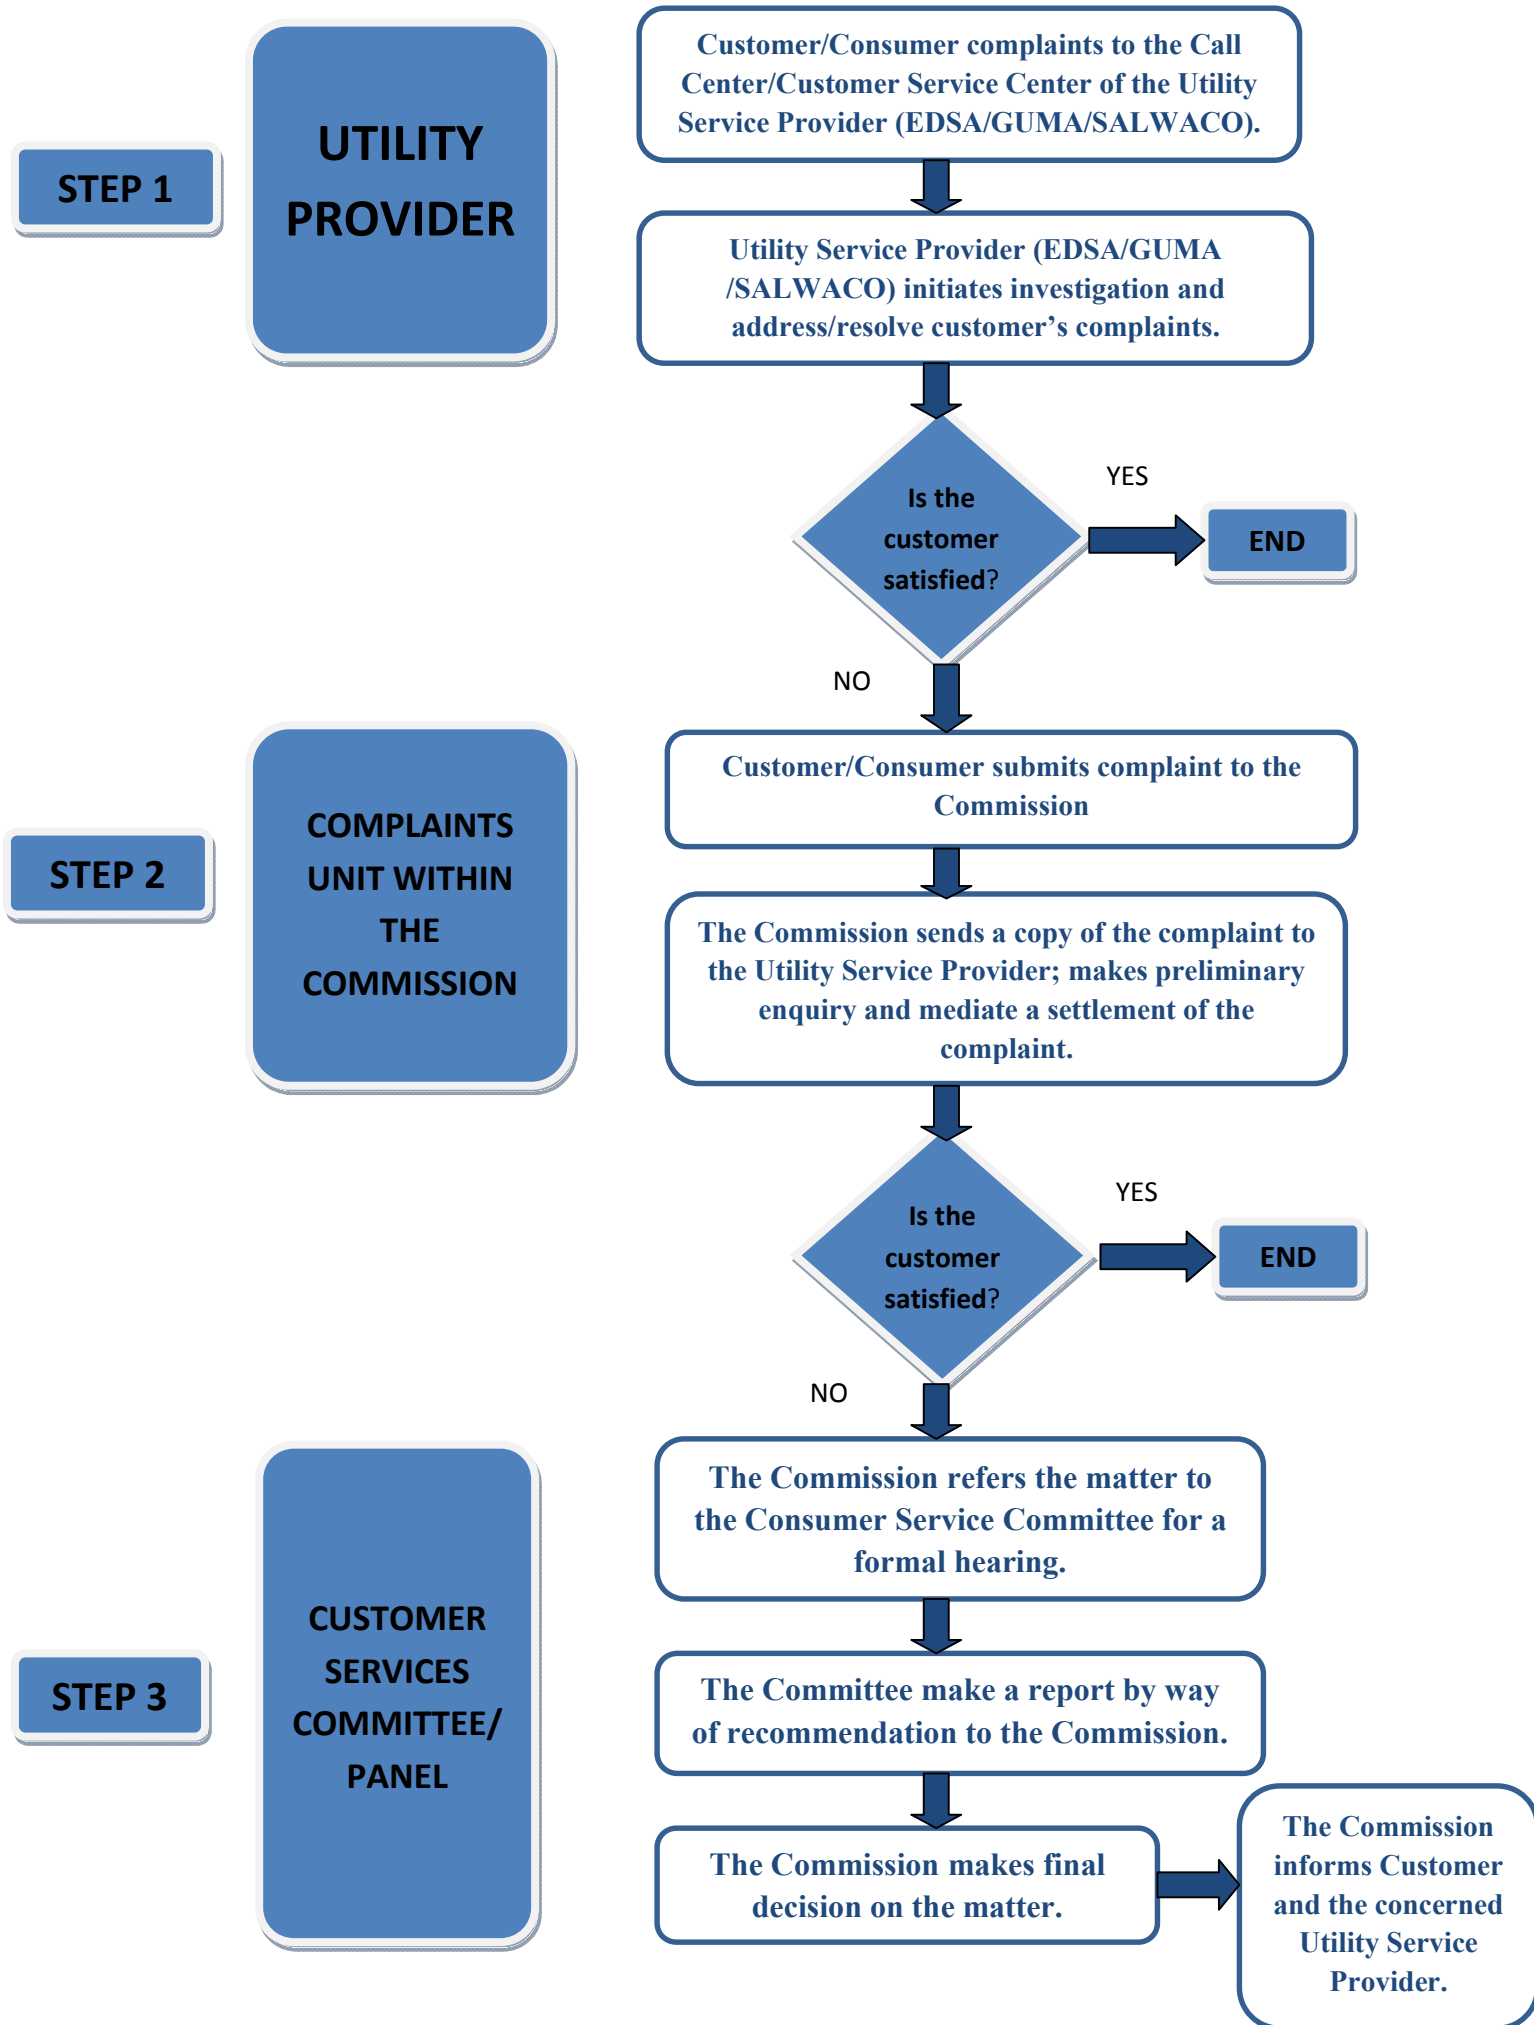 STEP 1
UTILITY
PROVIDER
Customer/Consumer complaints to the Call
Center/Customer Service Center of the Utility
Service Provider (EDSA/GUMA/SALWACO).
Utility Service Provider (EDSA/GUMA
/SALWACO) initiates investigation and
address/resolve customer’s complaints.
Is the
customer
satisfied?
YES
END
NO
STEP 2
COMPLAINTS
UNIT WITHIN
THE
COMMISSION
Customer/Consumer submits complaint to the
Commission
The Commission sends a copy of the complaint to
the Utility Service Provider; makes preliminary
enquiry and mediate a settlement of the
complaint.
Is the
customer
satisfied?
YES
END
NO
STEP 3
CUSTOMER
SERVICES
COMMITTEE/
PANEL
The Commission refers the matter to
the Consumer Service Committee for a
formal hearing.
The Committee make a report by way
of recommendation to the Commission.
The Commission makes final
decision on the matter.
The Commission
informs Customer
and the concerned
Utility Service
Provider.